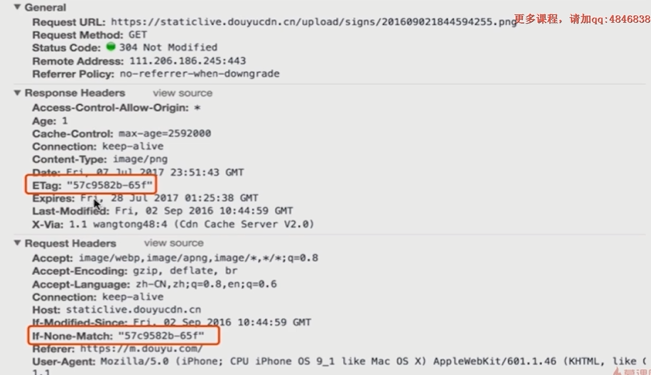 General
Request URL: https://staticlive.douyucdn.cn/upload/signs/201609021844594255.png
更多课程，请加qq:4846838
Request Method: GET
Status Code: 304 Not Modified
Remote Address: 111.206.186.245:443
Referrer Policy: no-referrer-when-downgrade
Response Headers view source
Access-Control-Allow-Origin: *
Age: 1
Cache-Control: max-age=2592000
Connection: keep-alive
Content-Type: image/png
Date: Fri, 07 Jul 2017 23:51:43 GMT
ETag: "57c9582b-65f"
Expires: Fri, 28 Jul 2017 01:25:38 GMT
Last-Modified: Fri, 02 Sep 2016 10:44:59 GMT
X-Via: 1.1 wangtong48:4 (Cdn Cache Server V2.0)
Request Headers view source
Accept: image/webp,image/apng,image/*,*/*;q=0.8
Accept-Encoding: gzip, deflate, br
Accept-Language: zh-CN,zh;q=0.8,en;q=0.6
Connection: keep-alive
Host: staticlive.douyucdn.cn
If-Modified-Since: Fri, 02 Sep 2016 10:44:59 GMT
If-None-Match: "57c9582b-65f"
Referer: https://m.douyu.com/
User-Agent: Mozilla/5.0 (iPhone; CPU iPhone OS 9_1 like Mac OS X) AppleWebKit/601.1.46 (KHTML, like
1.1